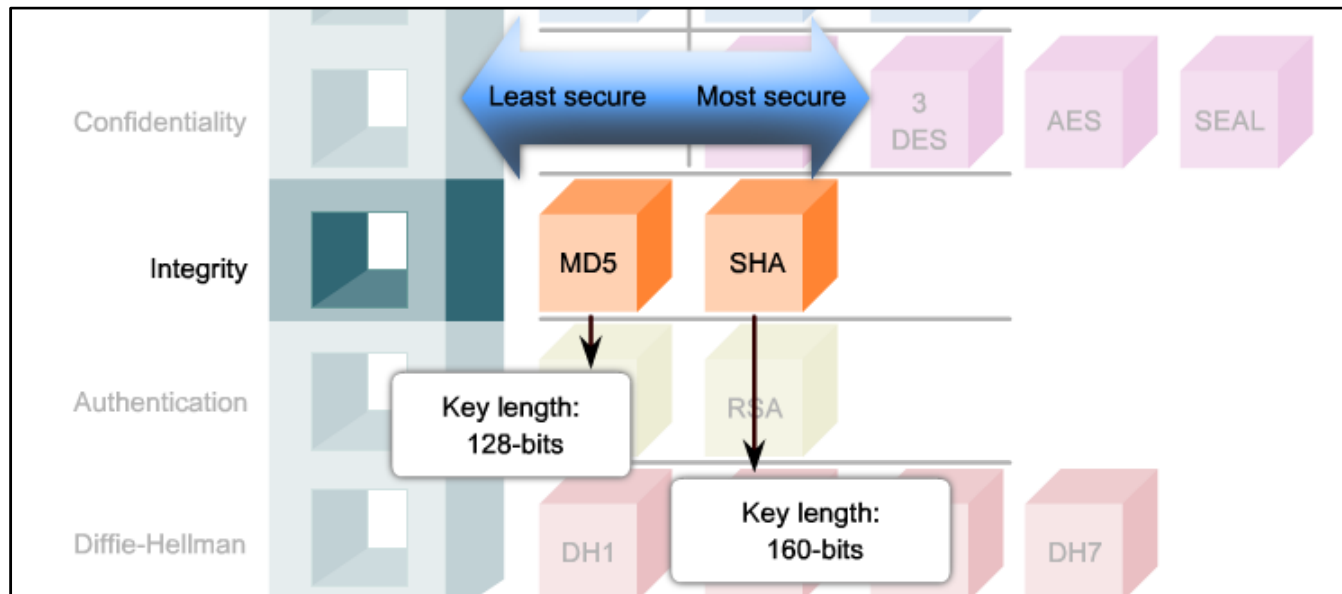 Least secure
Most secure
Confidentiality
3
DES
AES
SEAL
Integrity
MD5
SHA
Authentication
Key length:
128-bits
RSA
Diffie-Hellman
DH1
Key length:
160-bits
DH7